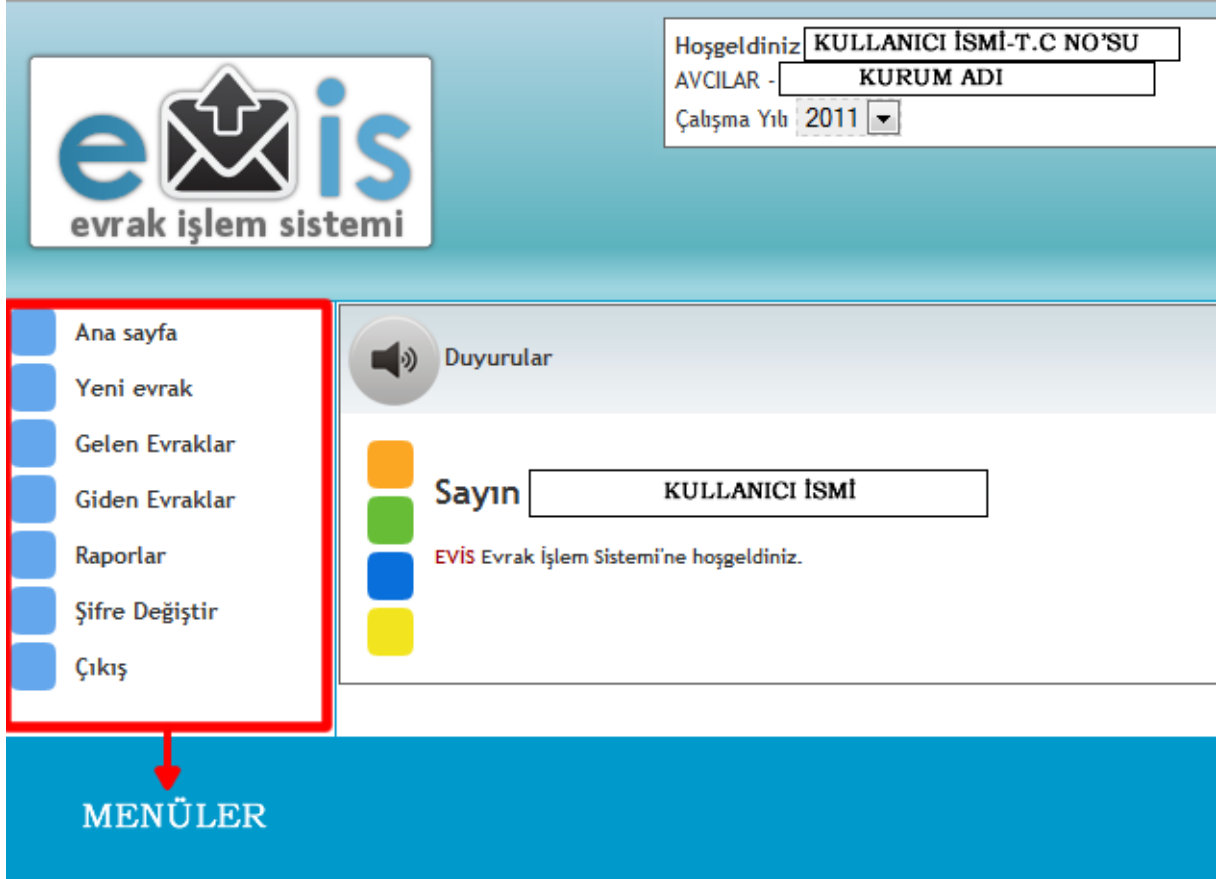 Hoşgeldiniz KULLANICI İSMİ-T.C NO'SU
AVCILAR - KURUM ADI
Çalışma Yılı 2011
evis
evrak işlem sistemi
Ana sayfa
Yeni evrak
Gelen Evraklar
Giden Evraklar
Raporlar
Şifre Değiştir
Çıkış
Duyurular
Sayın KULLANICI İSMİ
EVİS Evrak İşlem Sistemi'ne hoşgeldiniz.
MENÜLER